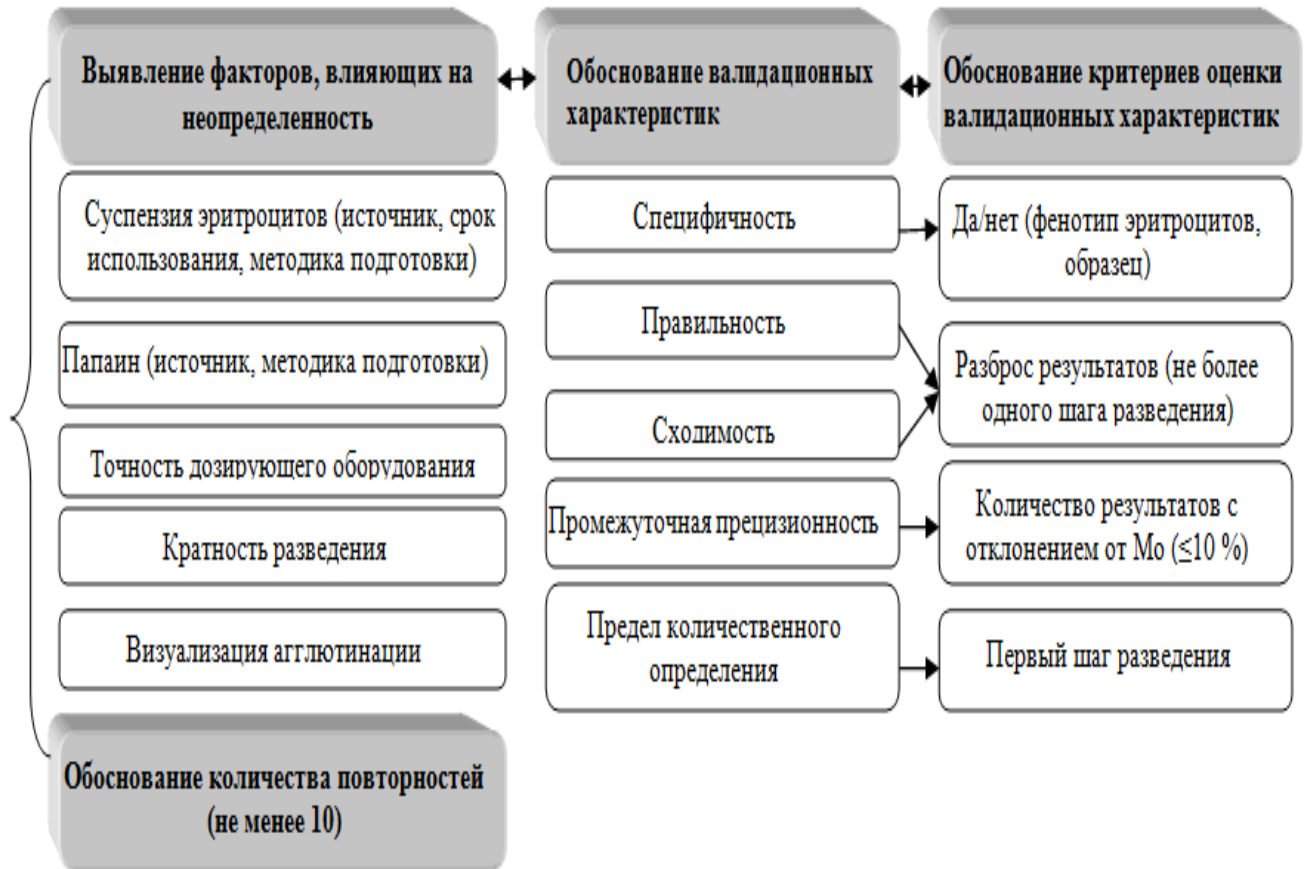 Выявление факторов, влияющих на
неопределенность
Суспензия эритроцитов (источник, срок
использования, методика подготовки)
Папаин (источник, методика подготовки)
Точность дозирующего оборудования
Кратность разведения
Визуализация агглютинации
Обоснование количества повторностей
(не менее 10)
Обоснование валидационных
характеристик
Специфичность
Правильность
Сходимость
Промежуточная прецизионность
Предел количественного
определения
Обоснование критериев оценки
валидационных характеристик
Да/нет (фенотип эритроцитов,
образец)
Разброс результатов (не более
одного шага разведения)
Количество результатов с
отклонением от Мо (≤10 %)
Первый шаг разведения